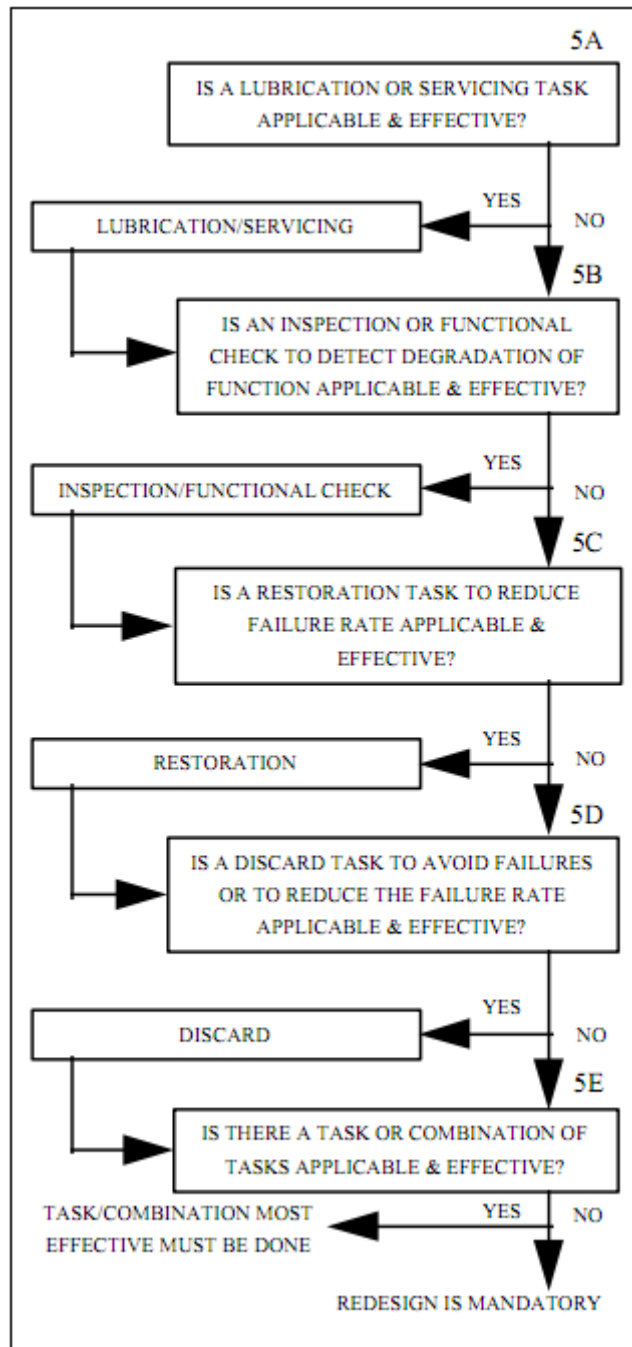 5A
IS A LUBRICATION OR SERVICING TASK
APPLICABLE & EFFECTIVE?
YES
NO
LUBRICATION/SERVICING
5B
IS AN INSPECTION OR FUNCTIONAL
CHECK TO DETECT DEGRADATION OF
FUNCTION APPLICABLE & EFFECTIVE?
YES
NO
INSPECTION/FUNCTIONAL CHECK
5C
IS A RESTORATION TASK TO REDUCE
FAILURE RATE APPLICABLE &
EFFECTIVE?
YES
NO
RESTORATION
5D
IS A DISCARD TASK TO AVOID FAILURES
OR TO REDUCE THE FAILURE RATE
APPLICABLE & EFFECTIVE?
YES
NO
DISCARD
5E
IS THERE A TASK OR COMBINATION OF
TASKS APPLICABLE & EFFECTIVE?
YES
NO
TASK/COMBINATION MOST
EFFECTIVE MUST BE DONE
REDESIGN IS MANDATORY